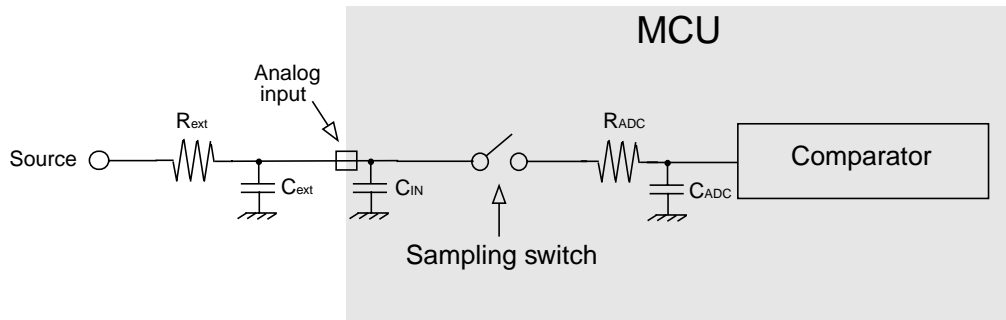 MCU
Analog
input
Rext
RADC
Source
Comparator
Cext
CIN
CADC
Sampling switch